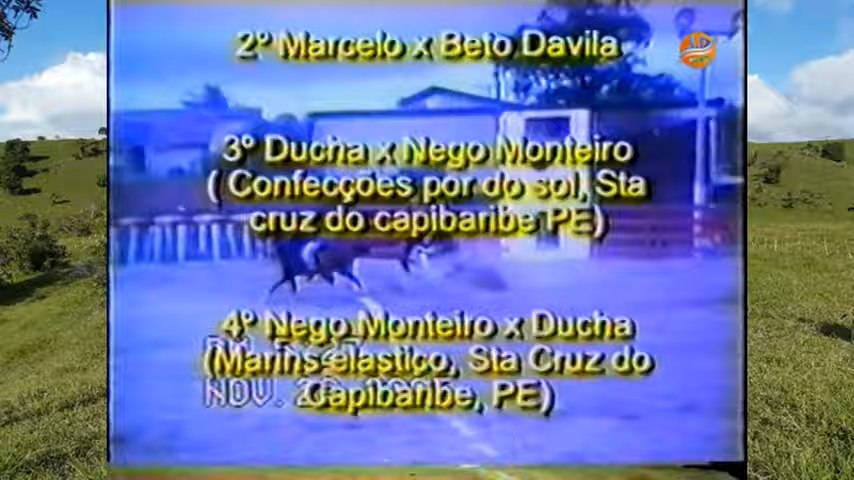 2º Marcelo x Beto Davila
3º Ducha x Nego Monteiro
( Confecções por do sol, Sta
cruz do capibaribe PE)
4º Nego Monteiro x Ducha
(Marins elastico, Sta Cruz do
Capibaribe, PE)
NOV.